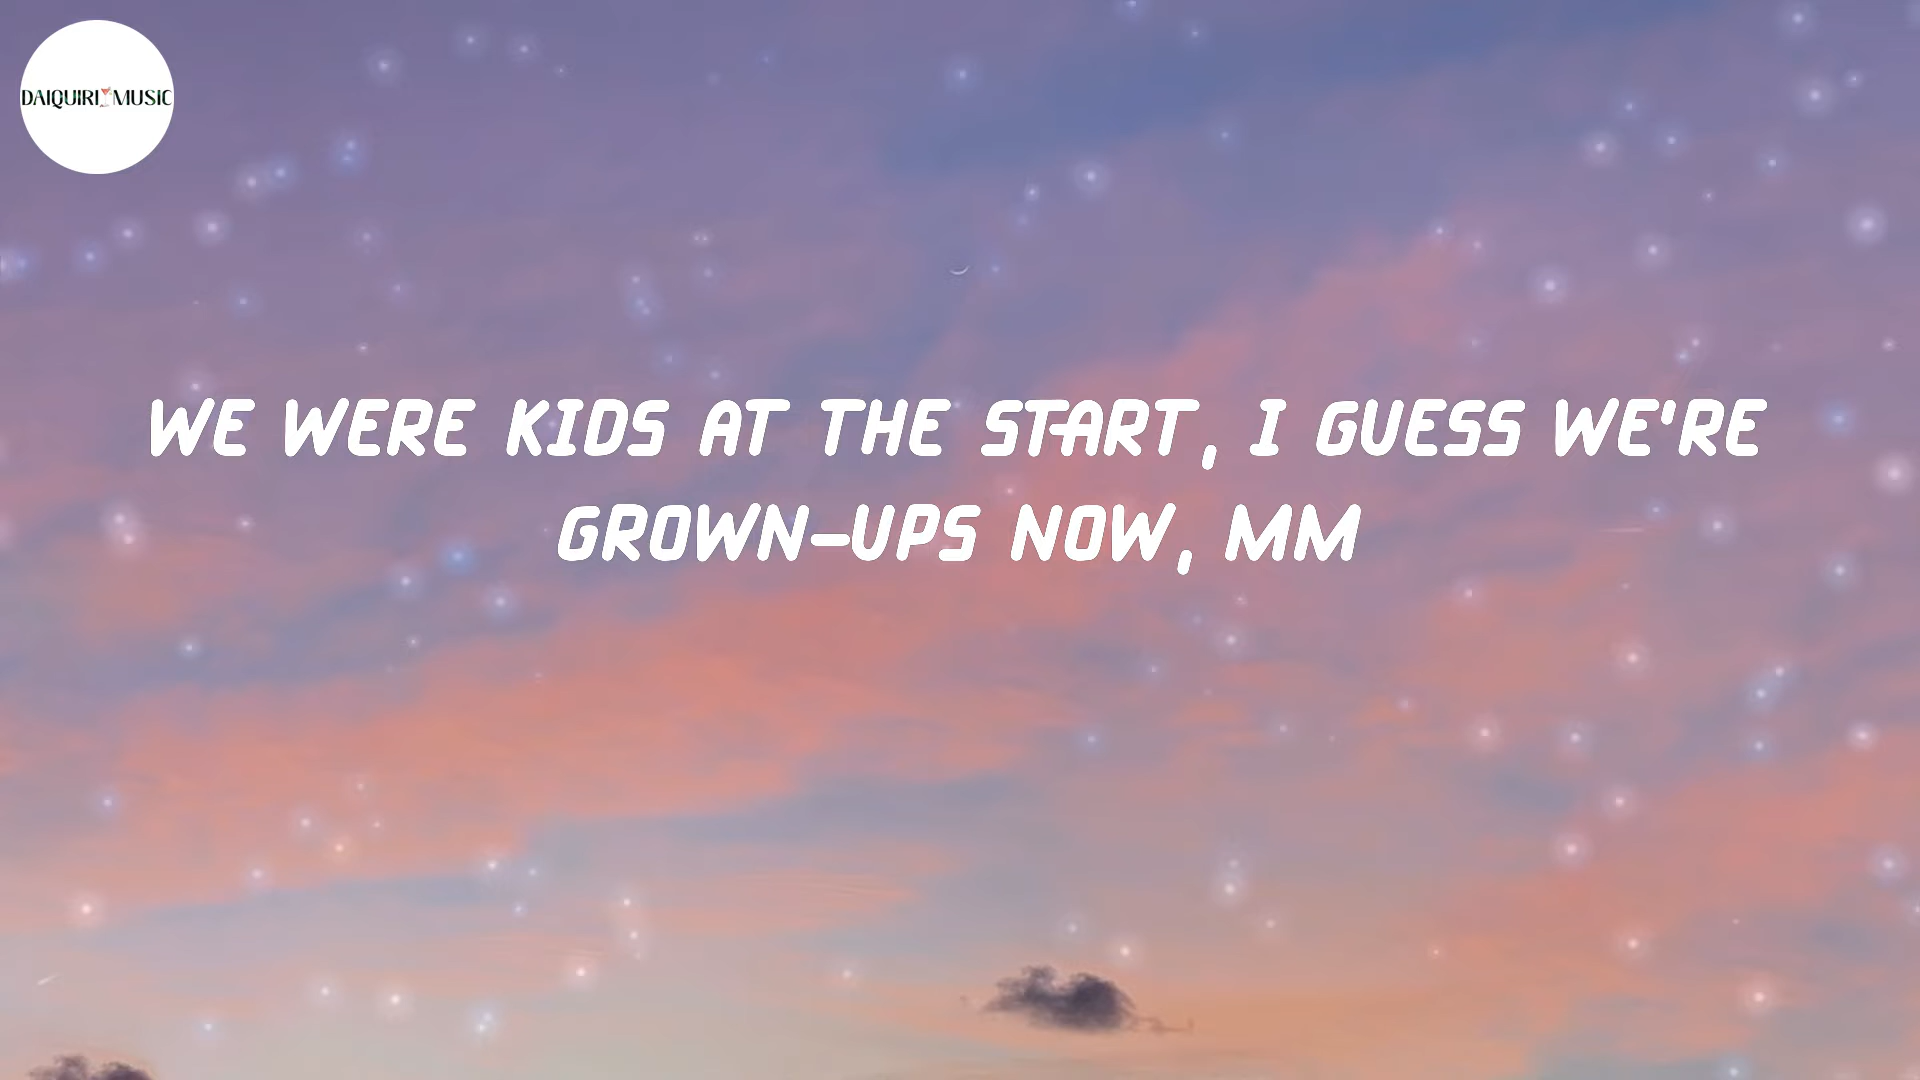 DAIQUIRI MUSIC
WE WERE KIDS AT THE START, I GUESS WE'RE
GROWN-UPS NOW, MM